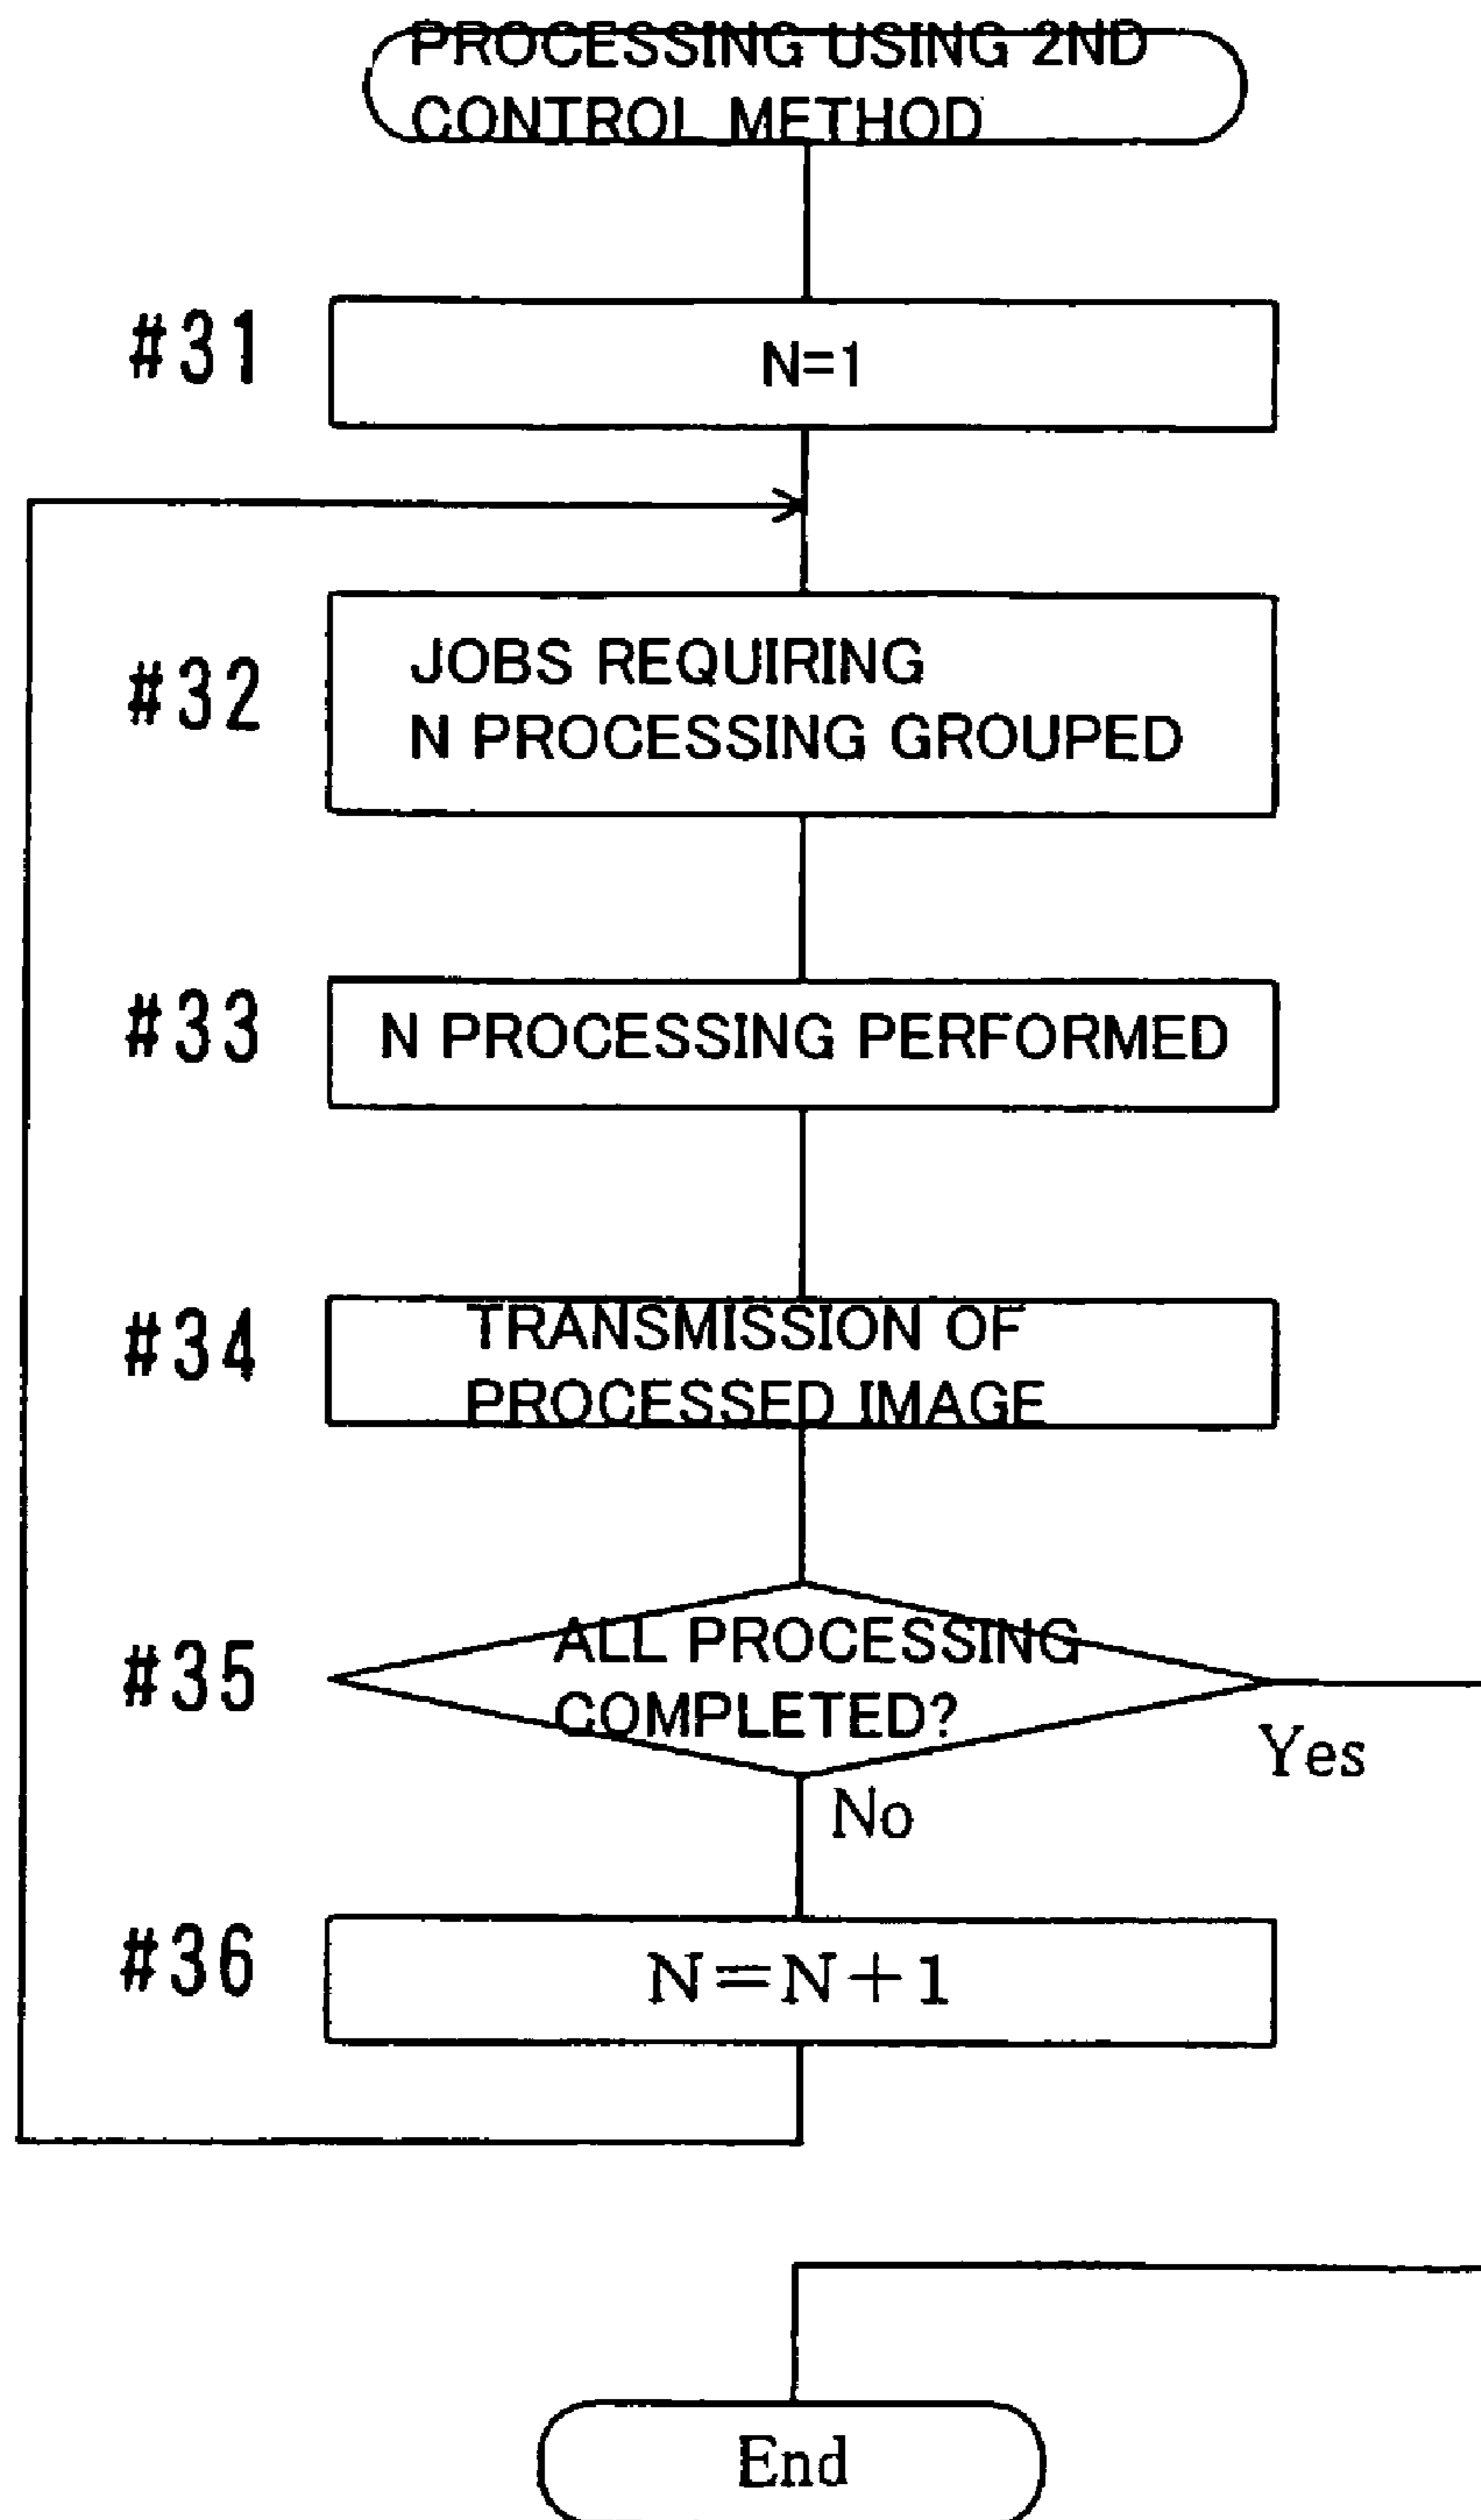 PROCESSING USING 2ND
CONTROL METHOD
#31
N=1
#32
JOBS REQUIRING
N PROCESSING GROUPED
#33
N PROCESSING PERFORMED
#34
TRANSMISSION OF
PROCESSED IMAGE
#35
ALL PROCESSING
COMPLETED?
Yes
No
#36
N=N+1
End